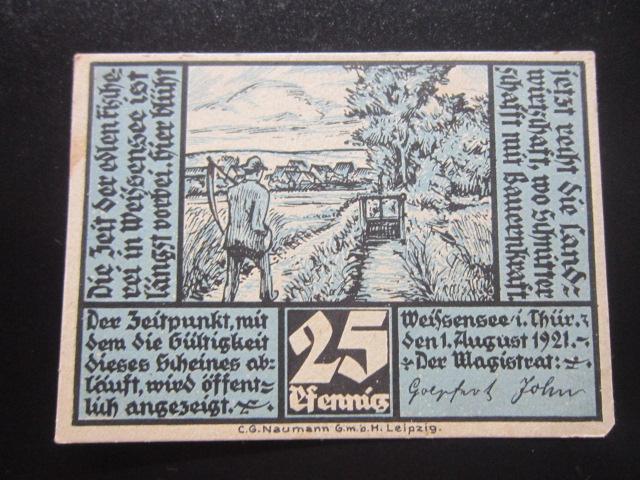 Die Zeit der edlen Fische=
rei in Weißensee ist
längst vorbei. hier blüht
jetzt recht die Land=
wirtschaft, wo Schnitter
schafft mit Bauernkraft.
Der Zeitpunkt, mit
dem die Gültigkeit
dieses Scheines ab=
läuft, wird öffent=
lich angezeigt.
25
Pfennig
Weißensee i. Thür.
den 1. August 1921.
Der Magistrat:
Goepfert John
C.G. Naumann G.m.b.H. Leipzig.